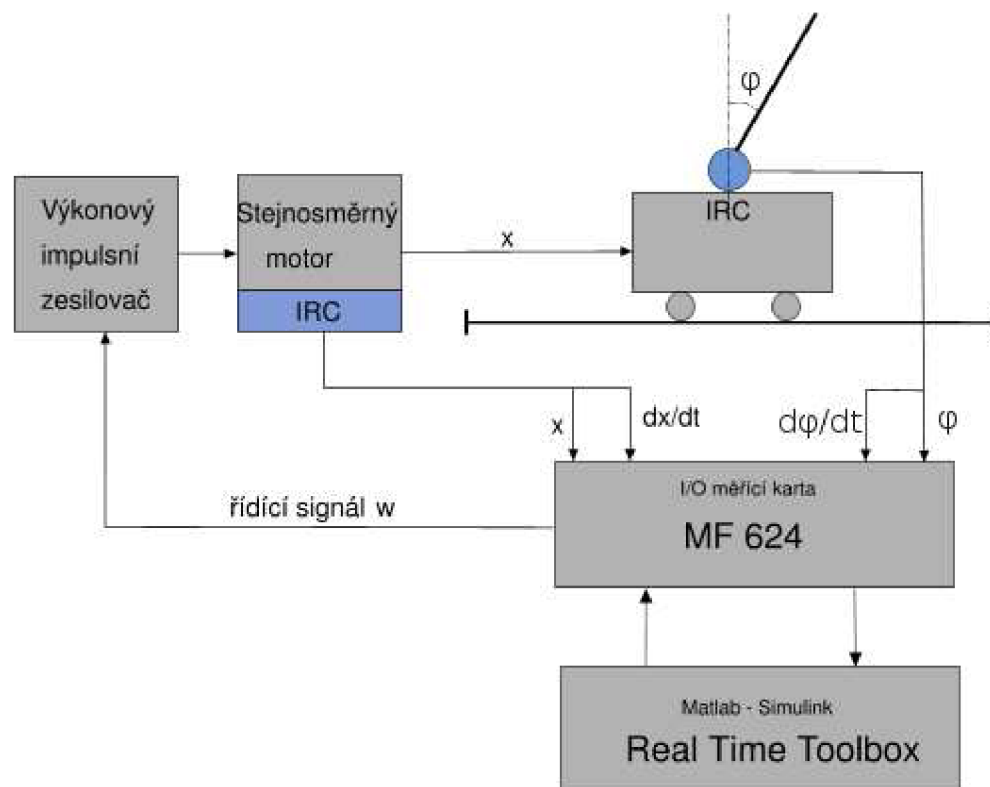 φ
Výkonový
impulsní
zesilovač
Stejnosměrný
motor
IRC
x
IRC
x
dx/dt
dφ/dt
φ
řídící signál w
I/O měřící karta
MF 624
Matlab - Simulink
Real Time Toolbox